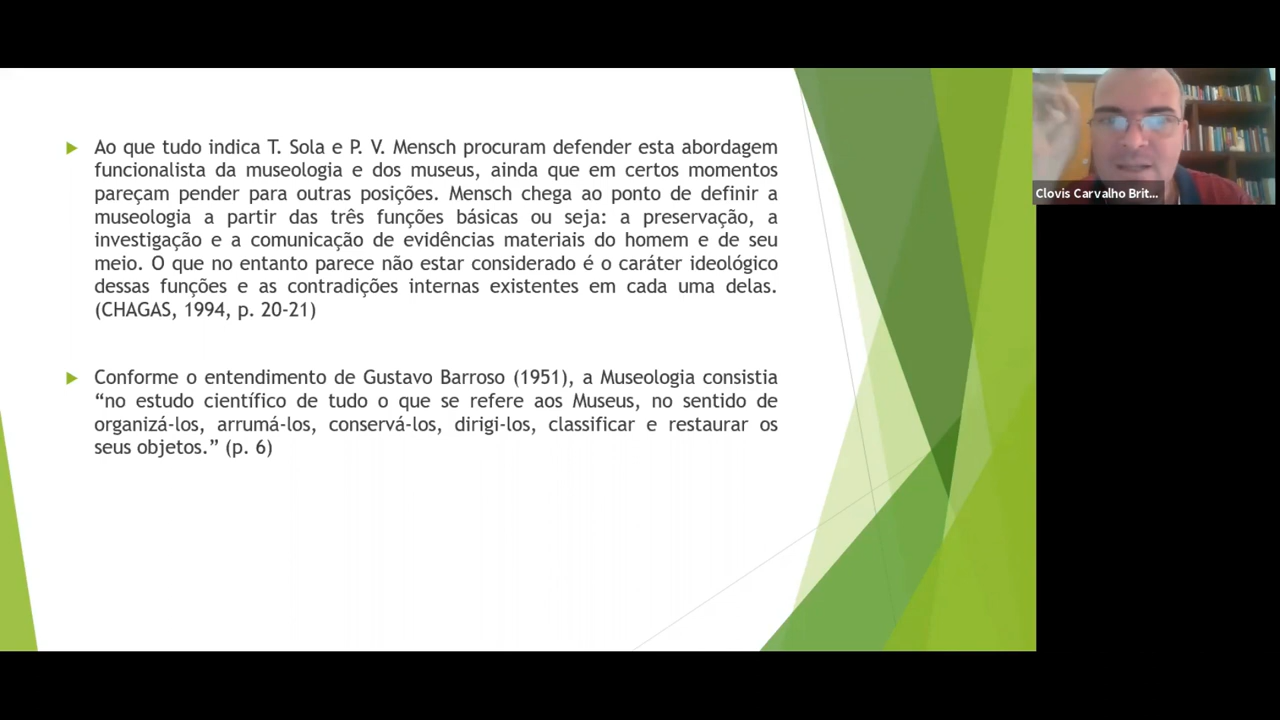 Ao que tudo indica T. Sola e P. V. Mensch procuram defender esta abordagem
funcionalista da museologia e dos museus, ainda que em certos momentos
pareçam pender para outras posições. Mensch chega ao ponto de definir a
museologia a partir das três funções básicas ou seja: a preservação, a
investigação e a comunicação de evidências materiais do homem e de seu
meio. O que no entanto parece não estar considerado é o caráter ideológico
dessas funções e as contradições internas existentes em cada uma delas.
(CHAGAS, 1994, p. 20-21)
Conforme o entendimento de Gustavo Barroso (1951), a Museologia consistia
“no estudo científico de tudo o que se refere aos Museus, no sentido de
organizá-los, arrumá-los, conservá-los, dirigi-los, classificar e restaurar os
seus objetos.” (p. 6)
Clovis Carvalho Brit...